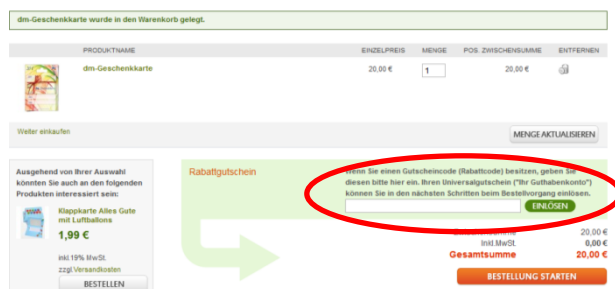 dm-Geschenkkarte wurde in den Warenkorb gelegt.
PRODUKTNAME EINZELPREIS MENGE POS. ZWISCHENSUMME ENTFERNEN
dm-Geschenkkarte 20,00 € 1 20,00 €
Weiter einkaufen
MENGE AKTUALISIEREN
Ausgehend von Ihrer Auswahl
könnten Sie auch an den folgenden
Produkten interessiert sein:
Klappkarte Alles Gute
mit Luftballons
1,99 €
inkl.19% MwSt.
zzgl.Versandkosten
BESTELLEN
Rabattgutschein
Wenn Sie einen Gutscheincode (Rabattcode) besitzen, geben Sie
diesen bitte hier ein. Ihren Universalgutschein ("Ihr Guthabenkonto")
können Sie in den nächsten Schritten beim Bestellvorgang einlösen.
EINLÖSEN
20,00 €
Inkl.MwSt. 0,00 €
Gesamtsumme 20,00 €
BESTELLUNG STARTEN